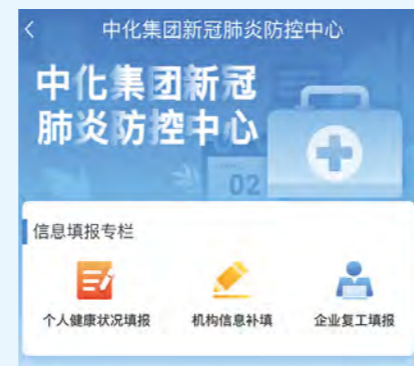 中化集团新冠肺炎防控中心
中化集团新冠
肺炎防控中心
02
信息填报专栏
个人健康状况填报 机构信息补填 企业复工填报